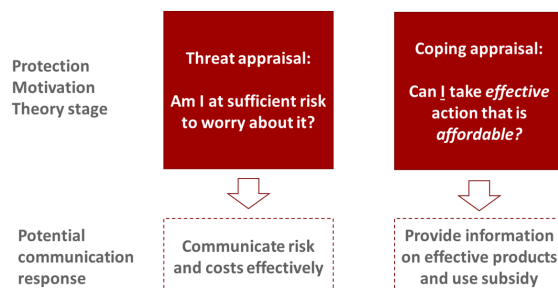 Protection
Motivation
Theory stage
Threat appraisal:
Am I at sufficient risk
to worry about it?
Coping appraisal:
Can I take effective
action that is
affordable?
Potential
communication
response
Communicate risk
and costs effectively
Provide information
on effective products
and use subsidy